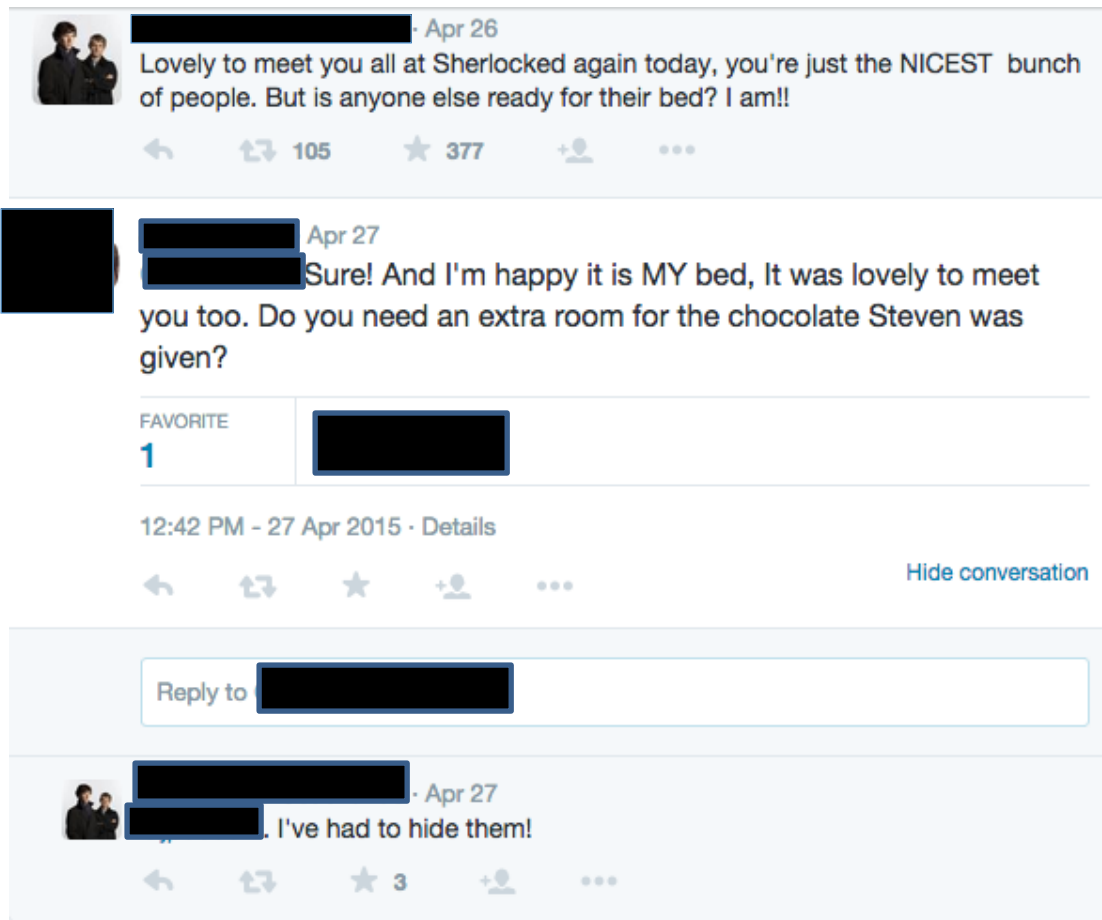 · Apr 26
Lovely to meet you all at Sherlocked again today, you're just the NICEST  bunch
of people. But is anyone else ready for their bed? I am!!
105 377
Apr 27
Sure! And I'm happy it is MY bed, It was lovely to meet
you too. Do you need an extra room for the chocolate Steven was
given?
FAVORITE
1
12:42 PM - 27 Apr 2015 · Details
Hide conversation
Reply to
· Apr 27
. I've had to hide them!
3